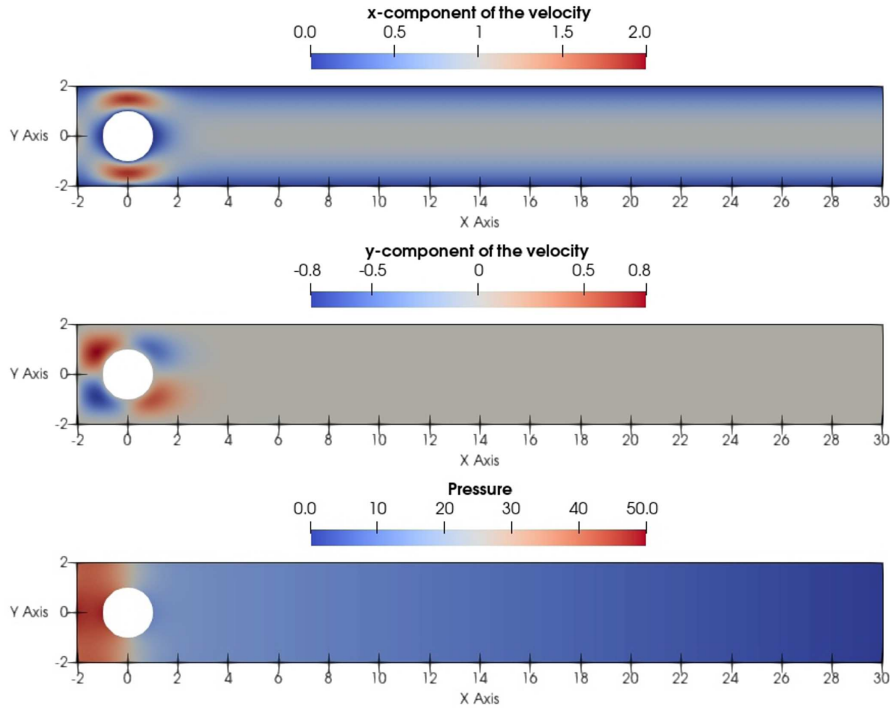 x-component of the velocity
0.0 0.5 1 1.5 2.0
2
Y Axis 0
-2
-2 0 2 4 6 8 10 12 14 16 18 20 22 24 26 28 30
X Axis
y-component of the velocity
-0.8 -0.5 0 0.5 0.8
2
Y Axis 0
-2
-2 0 2 4 6 8 10 12 14 16 18 20 22 24 26 28 30
X Axis
Pressure
0.0 10 20 30 40 50.0
2
Y Axis 0
-2
-2 0 2 4 6 8 10 12 14 16 18 20 22 24 26 28 30
X Axis